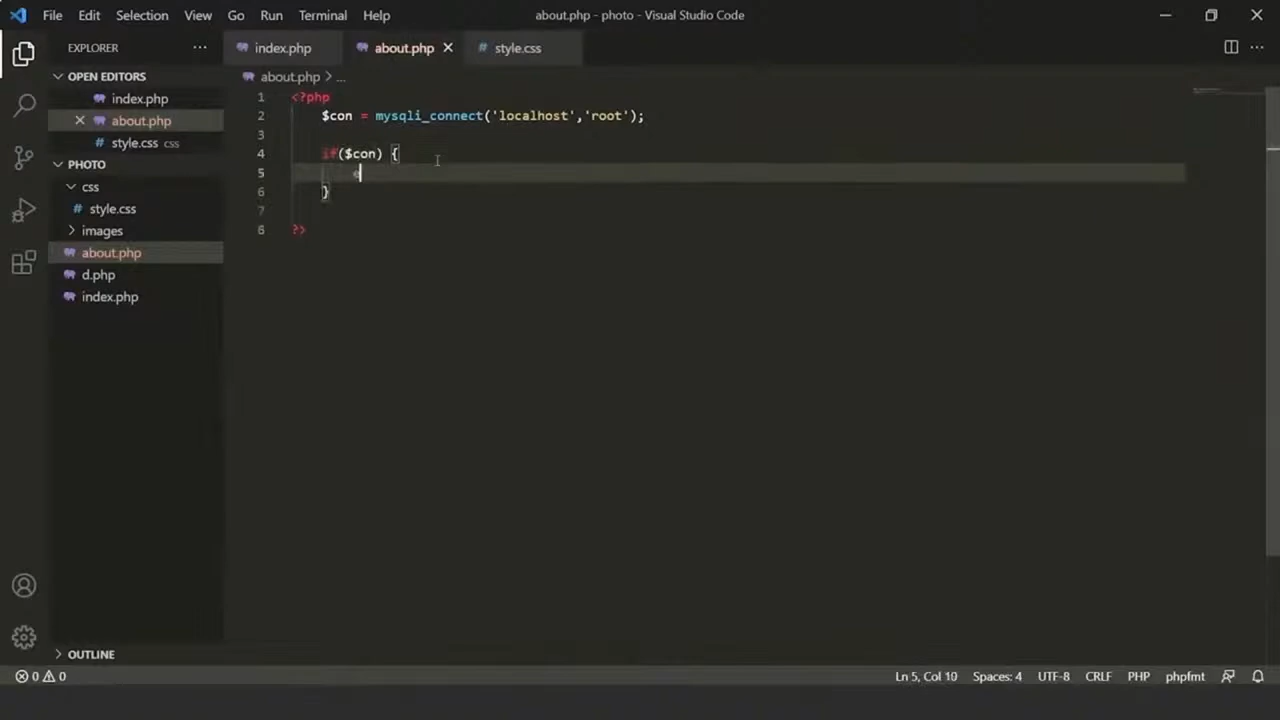 File Edit Selection View Go Run Terminal Help about.php - photo - Visual Studio Code
EXPLORER ... index.php about.php # style.css ...
OPEN EDITORS
index.php
about.php
# style.css css
PHOTO
css
# style.css
images
about.php
d.php
index.php
OUTLINE
about.php > ...
1 <?php
2 $con = mysqli_connect('localhost','root');
3
4 if($con) {
5 e
6 }
7
?>
0 0 Ln 5, Col 10 Spaces: 4 UTF-8 CRLF PHP phpfmt